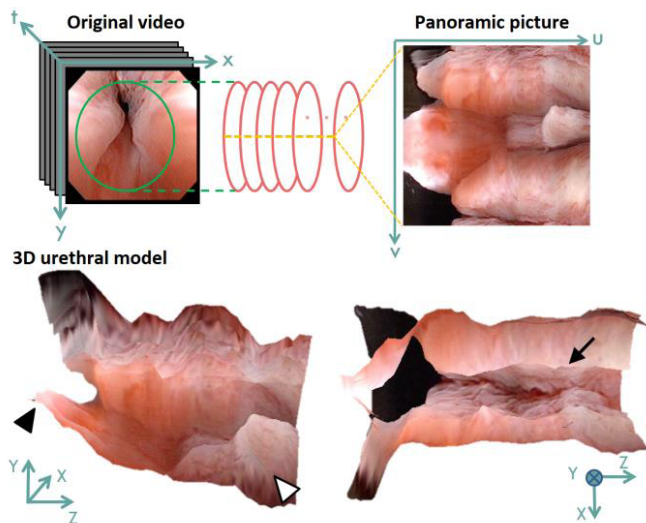 Original video
Panoramic picture
t
x
y
u
v
3D urethral model
Y
X
Z
Y
Z
X